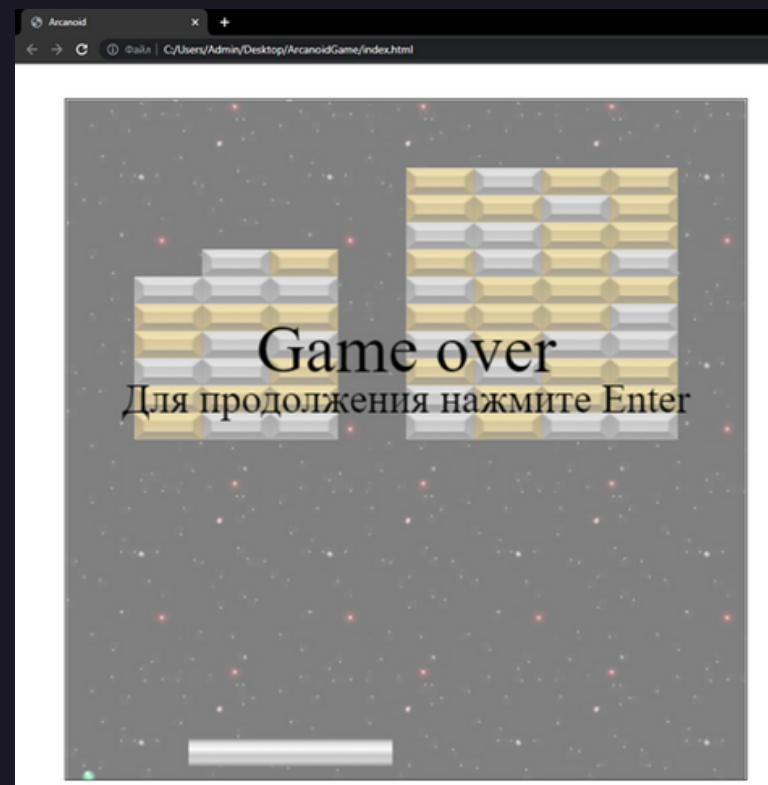 Arcanoid
Файл | C:/Users/Admin/Desktop/ArcanoidGame/index.html
Game over
Для продолжения нажмите Enter